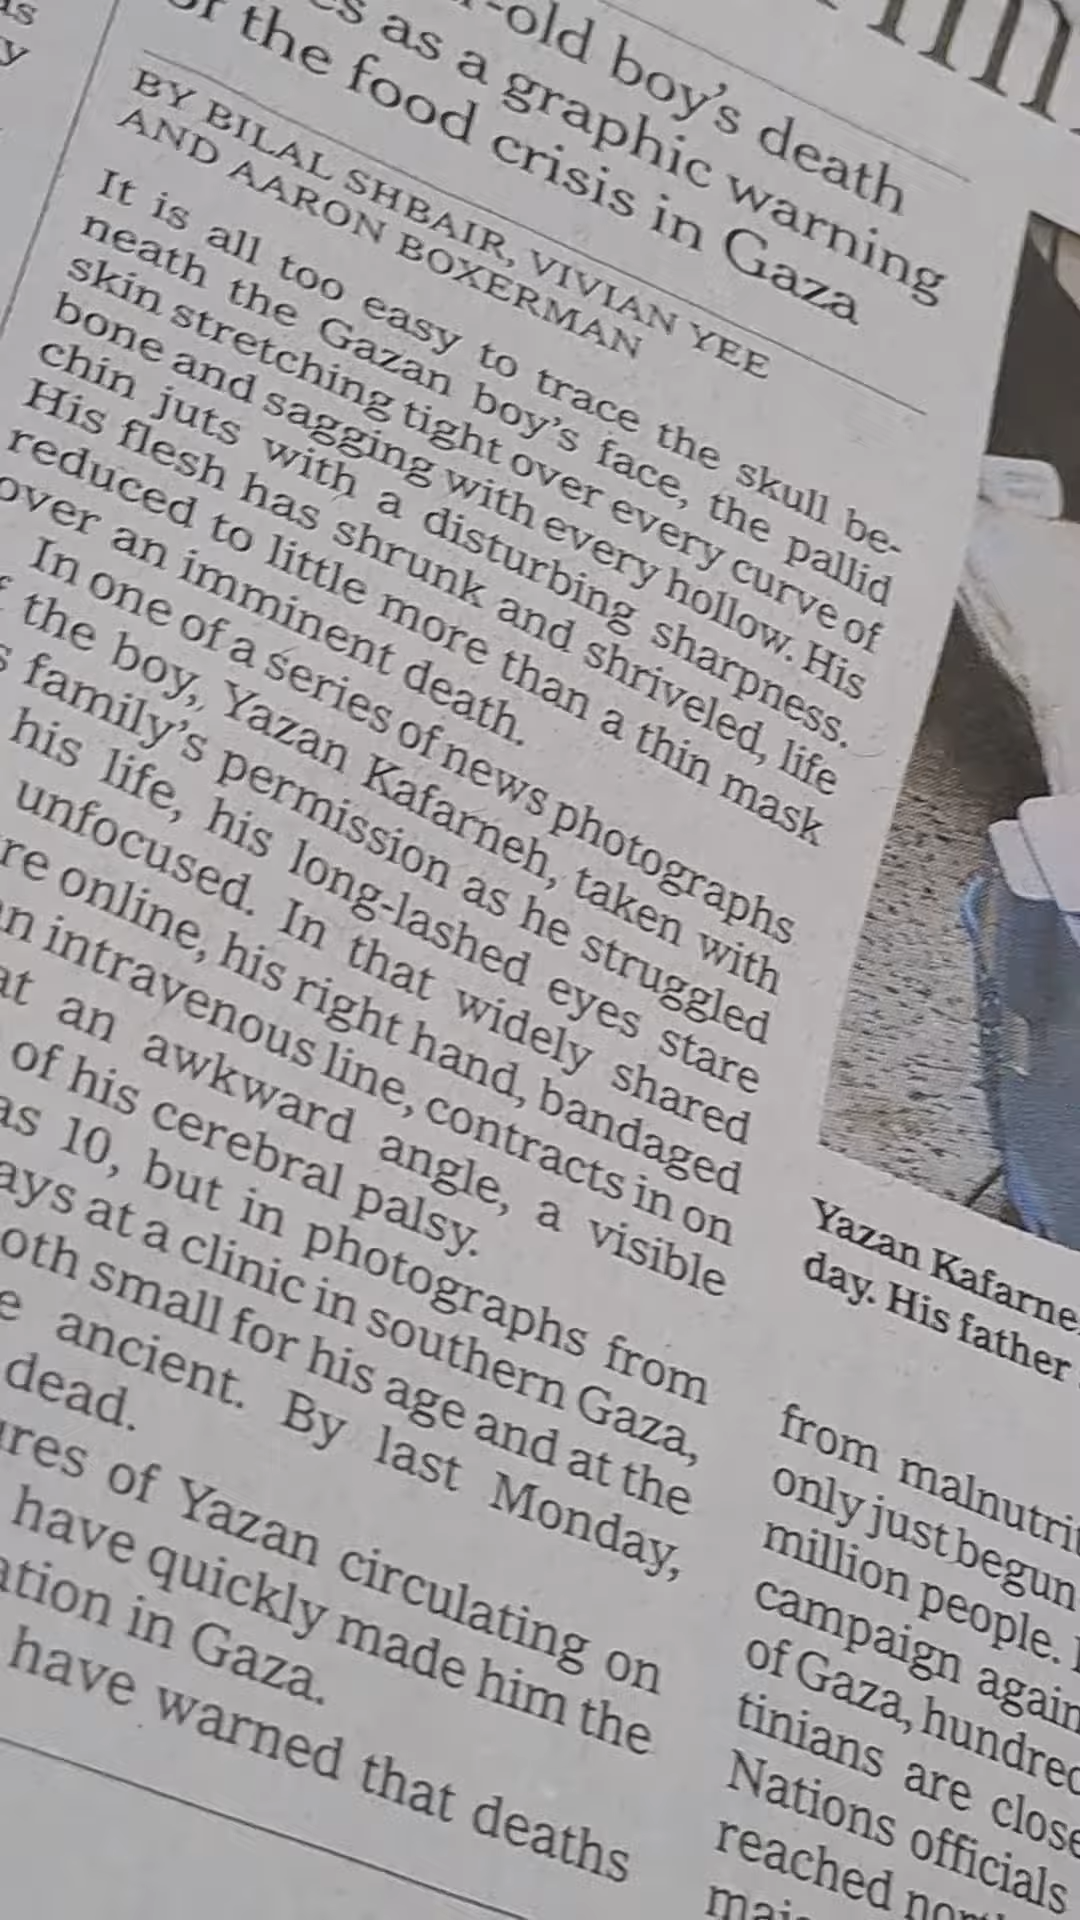 -old boy's death
as a graphic warning
the food crisis in Gaza
BY BILAL SHBAIR, VIVIAN YEE
AND AARON BOXERMAN
It is all too easy to trace the skull be-
neath the Gazan boy's face, the pallid
skin stretching tight over every curve of
bone and sagging with every hollow. His
chin juts with a disturbing sharpness.
His flesh has shrunk and shriveled, life
reduced to little more than a thin mask
over an imminent death.
In one of a series of news photographs
the boy, Yazan Kafarneh, taken with
family's permission as he struggled
his life, his long-lashed eyes stare
unfocused. In that widely shared
online, his right hand, bandaged
intravenous line, contracts in on
at an awkward angle, a visible
of his cerebral palsy.
10, but in photographs from
at a clinic in southern Gaza,
small for his age and at the
ancient. By last Monday,
dead.
of Yazan circulating on
have quickly made him the
in Gaza.
have warned that deaths
Yazan Kafarne
day. His father
from malnutri
only just begun
million people.
campaign again
of Gaza, hundred
tinians are close
Nations officials
reached nor